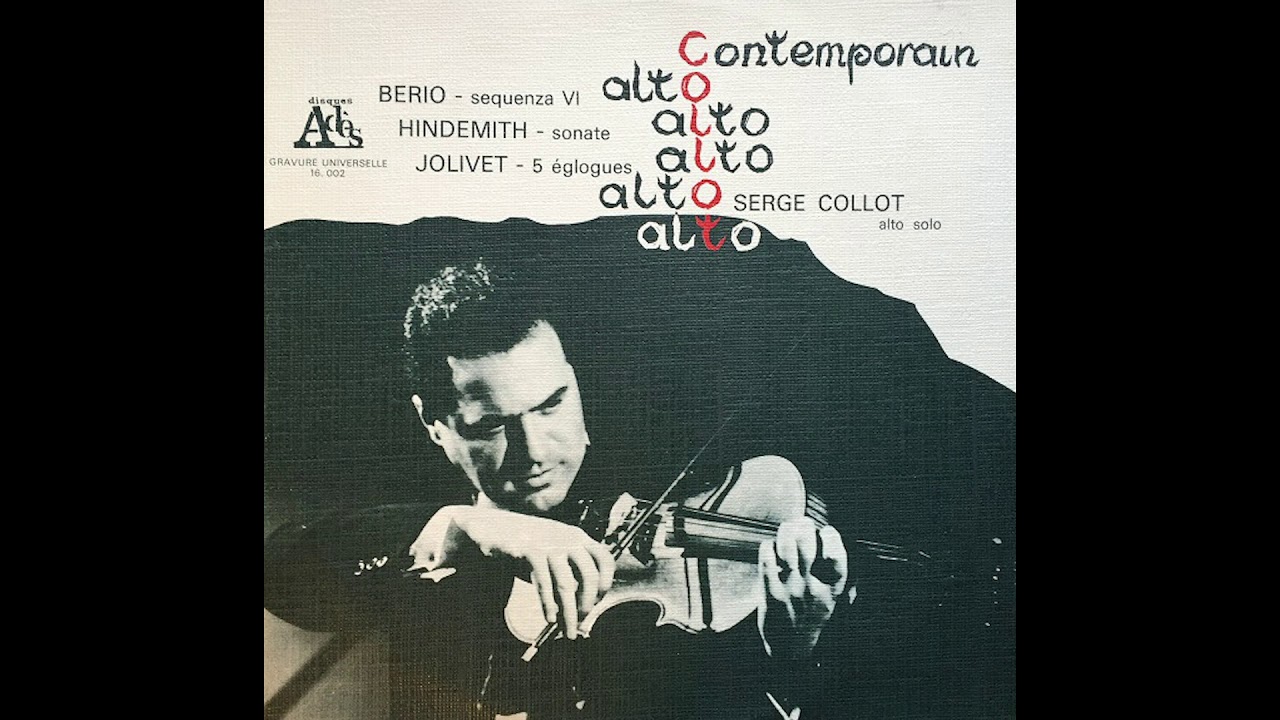 Contemporain
alto
alto
alto
alto
alto
disques
Adès
GRAVURE UNIVERSELLE
16. 002
BERIO - sequenza VI
HINDEMITH - sonate
JOLIVET - 5 églogues
SERGE COLLOT
alto solo